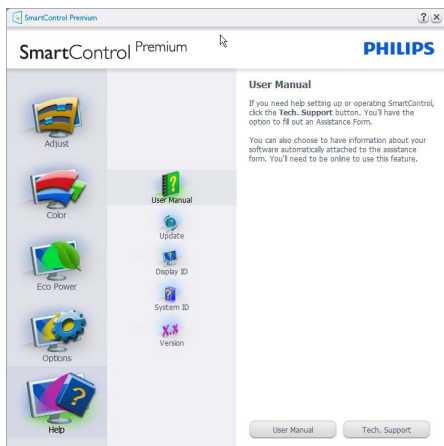 SmartControl Premium
SmartControl Premium
PHILIPS
Adjust
Color
Eco Power
Options
Help
User Manual
Update
Display ID
System ID
X.X
Version
User Manual
If you need help setting up or operating SmartControl,
click the Tech. Support button. You'll have the
option to fill out an Assistance Form.
You can also choose to have information about your
software automatically attached to the assistance
form. You'll need to be online to use this feature.
User Manual
Tech. Support